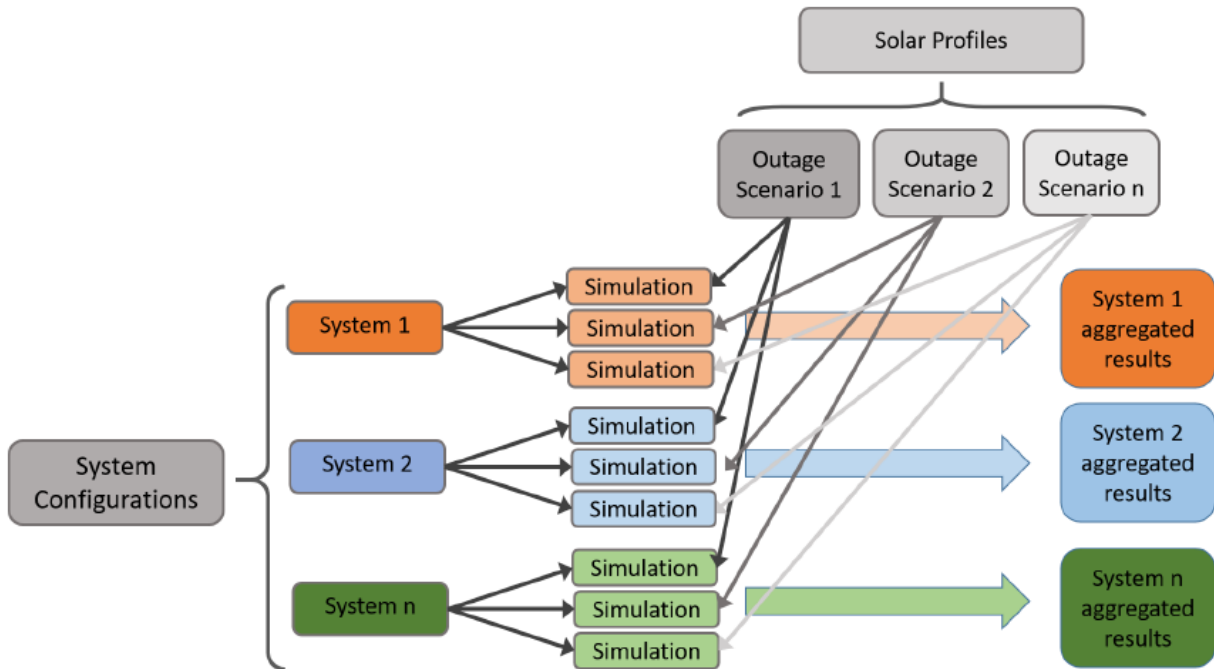 Solar Profiles
Outage
Scenario 1
Outage
Scenario 2
Outage
Scenario n
System
Configurations
System 1
Simulation
Simulation
Simulation
System 1
aggregated
results
System 2
Simulation
Simulation
Simulation
System 2
aggregated
results
System n
Simulation
Simulation
Simulation
System n
aggregated
results